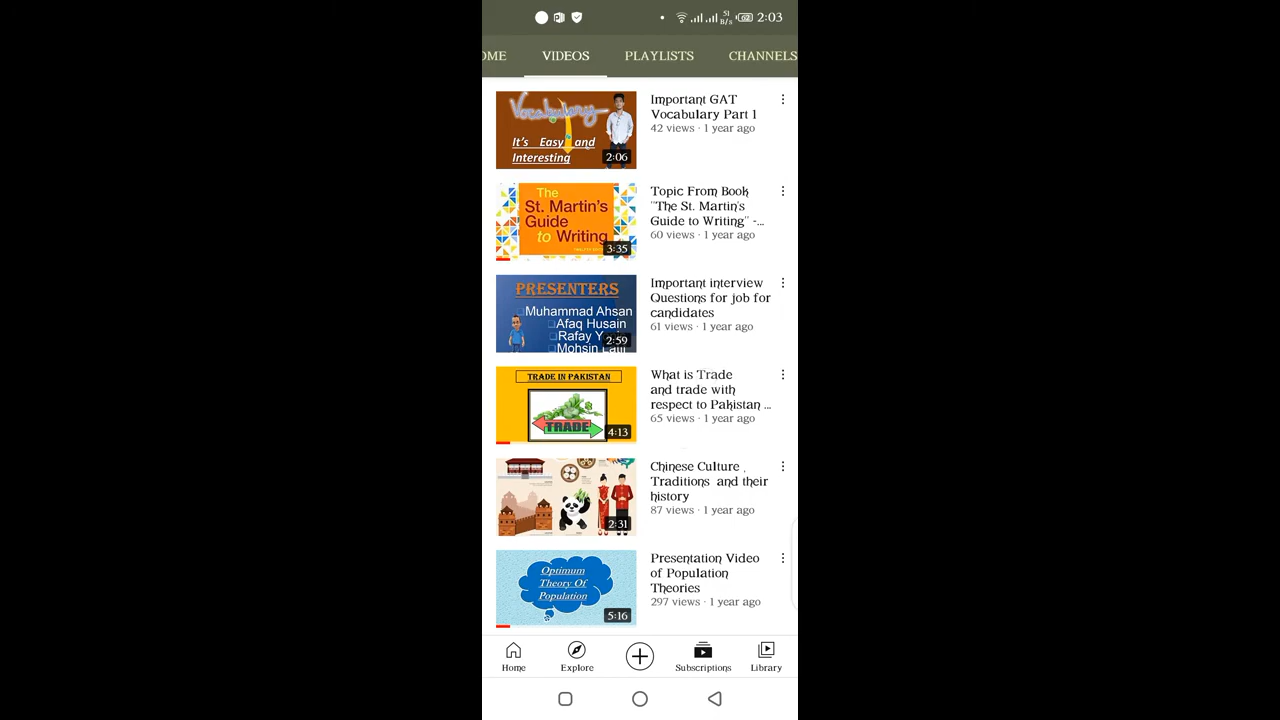 51 B/s 62 2:03
OME VIDEOS PLAYLISTS CHANNELS
Vocabulary
It's Easy and
Interesting
2:06
Important GAT
Vocabulary Part 1
42 views · 1 year ago
The
St. Martin's
Guide
to Writing
3:35
Topic From Book
"The St. Martin's
Guide to Writing" -...
60 views · 1 year ago
PRESENTERS
Muhammad Ahsan
Afaq Husain
Rafay
Mohsin Latif
2:59
Important interview
Questions for job for
candidates
61 views · 1 year ago
TRADE IN PAKISTAN
TRADE
4:13
What is Trade
and trade with
respect to Pakistan ...
65 views · 1 year ago
2:31
Chinese Culture ,
Traditions and their
history
87 views · 1 year ago
Optimum
Theory Of
Population
5:16
Presentation Video
of Population
Theories
297 views · 1 year ago
Home Explore Subscriptions Library